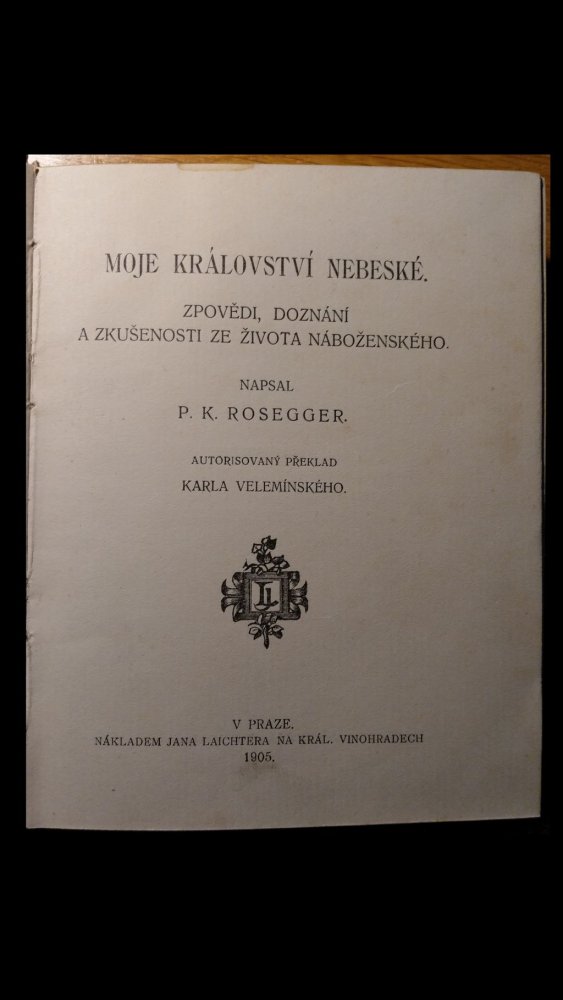 MOJE KRÁLOVSTVÍ NEBESKÉ.
ZPOVĚDI, DOZNÁNÍ
A ZKUŠENOSTI ZE ŽIVOTA NÁBOŽENSKÉHO.
NAPSAL
P. K. ROSEGGER.
AUTORISOVANÝ PŘEKLAD
KARLA VELEMÍNSKÉHO.
V PRAZE.
NÁKLADEM JANA LAICHTERA NA KRÁL. VINOHRADECH
1905.